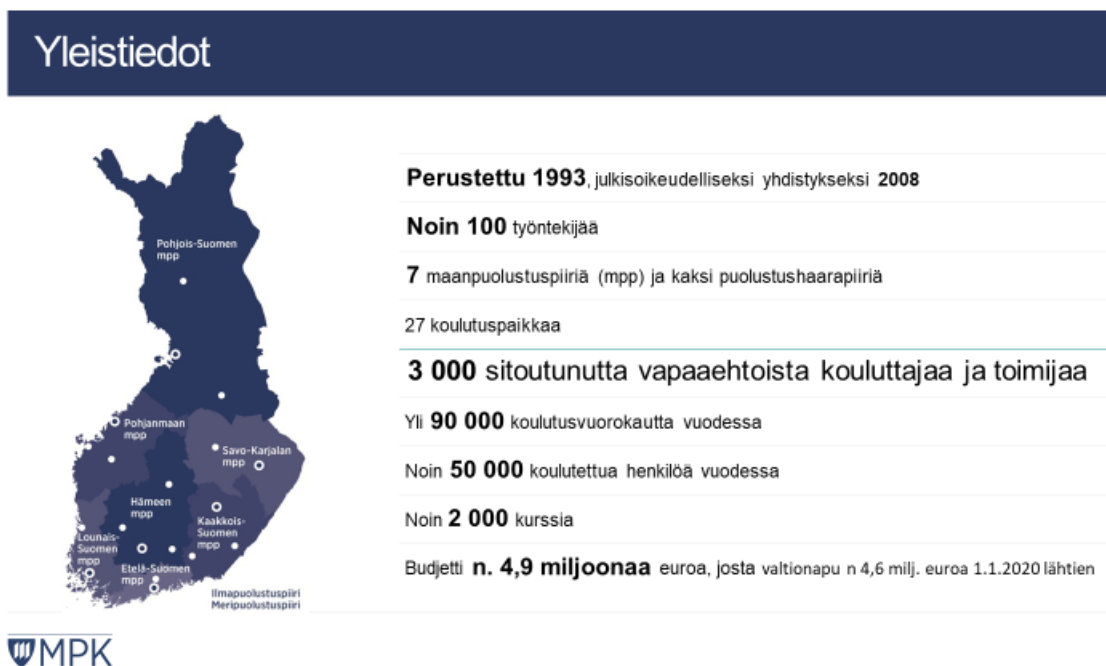 Yleistiedot
Pohjois-Suomen
mpp
Pohjanmaan
mpp
Savo-Karjalan
mpp
Hämeen
mpp
Kaakkois-
Suomen
mpp
Lounais-
Suomen
mpp
Etelä-Suomen
mpp
Ilmapuolustuspiiri
Meripuolustuspiiri
Perustettu 1993, julkisoikeudelliseksi yhdistykseksi 2008
Noin 100 työntekijää
7 maanpuolustuspiiriä (mpp) ja kaksi puolustushaarapiiriä
27 koulutuspaikkaa
3 000 sitoutunutta vapaaehtoista kouluttajaa ja toimijaa
Yli 90 000 koulutusvuorokautta vuodessa
Noin 50 000 koulutettua henkilöä vuodessa
Noin 2 000 kurssia
Budjetti n. 4,9 miljoonaa euroa, josta valtionapu n 4,6 milj. euroa 1.1.2020 lähtien
MPK